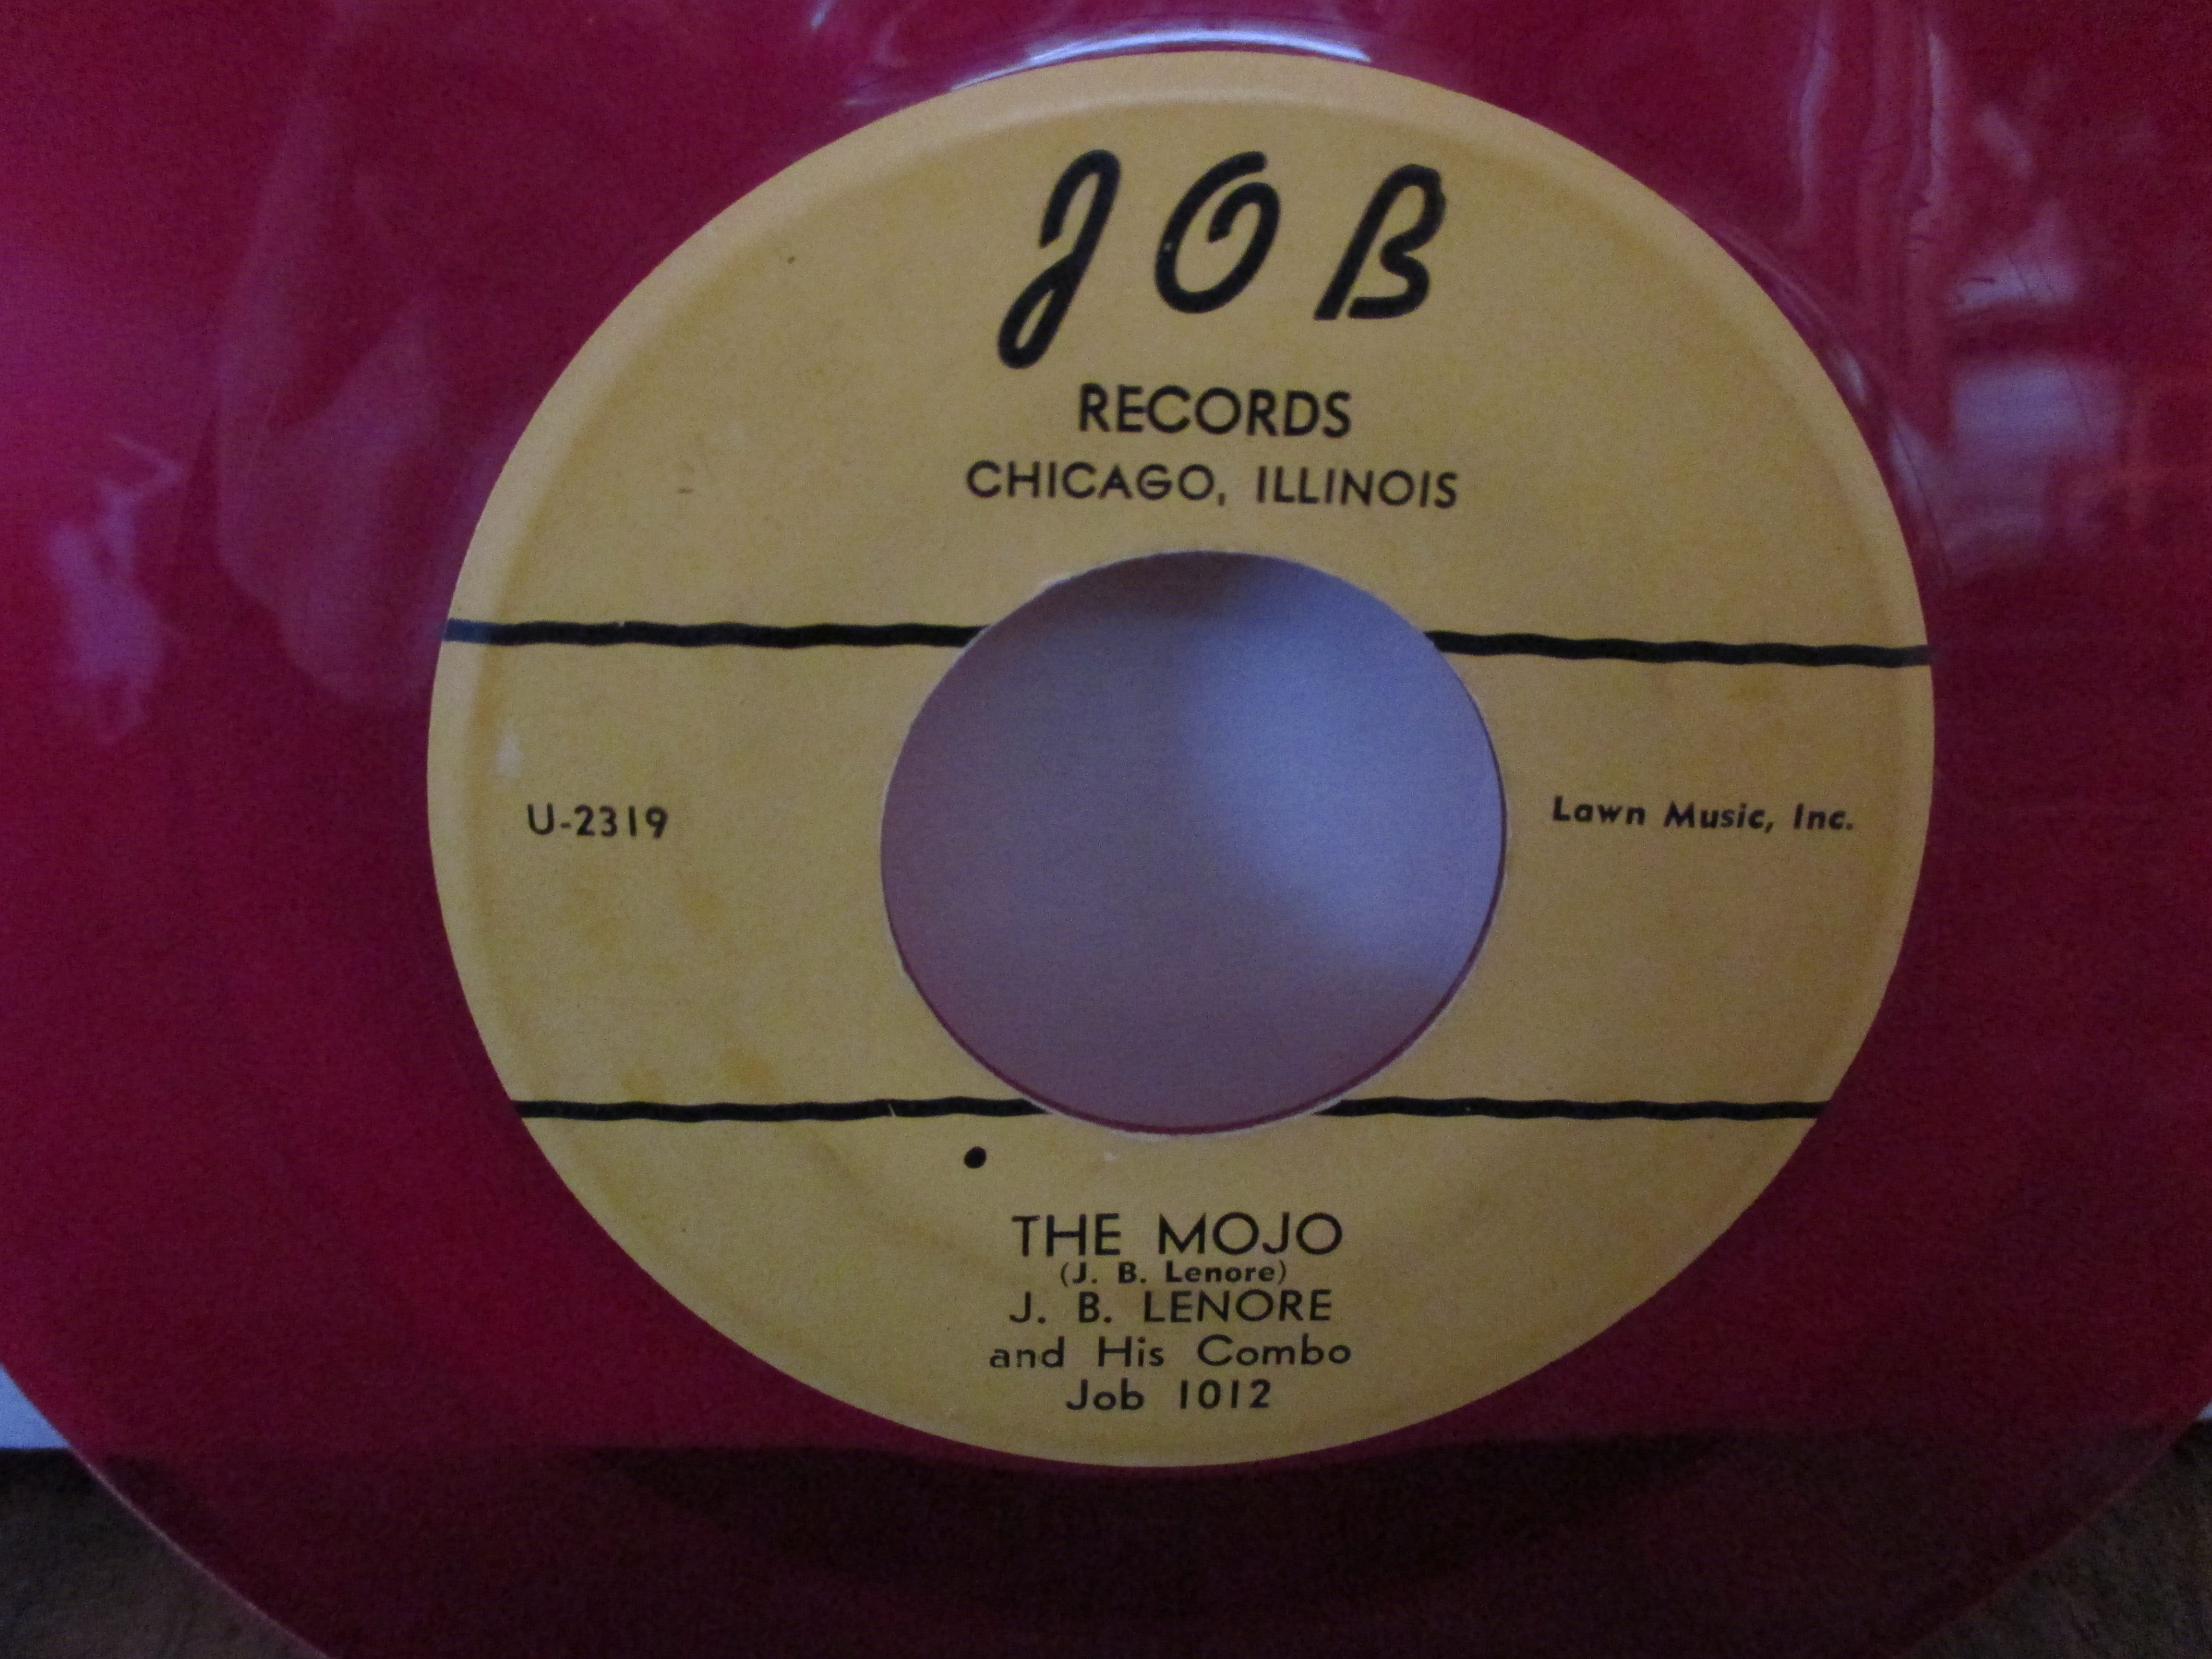 JOB
RECORDS
CHICAGO, ILLINOIS
U-2319
Lawn Music, Inc.
THE MOJO
(J. B. Lenore)
J. B. LENORE
and His Combo
Job 1012